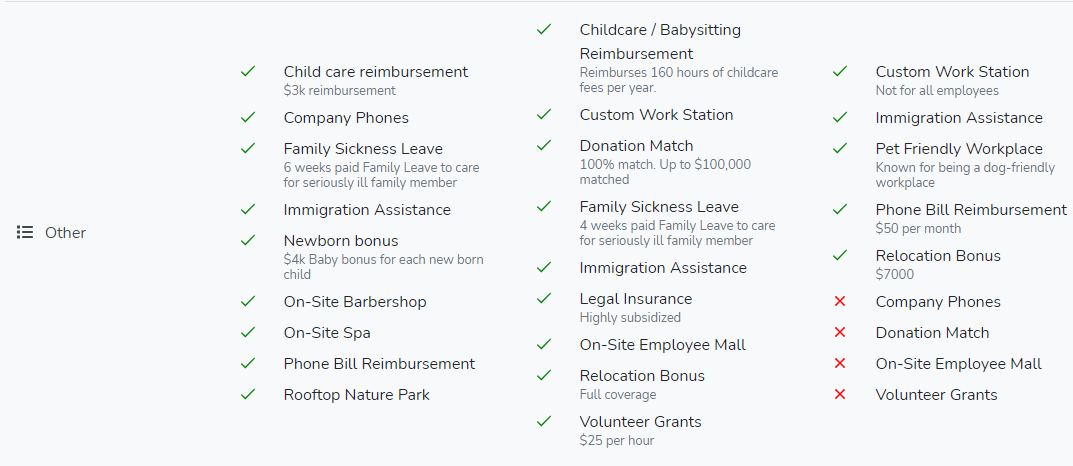 Other
Child care reimbursement
$3k reimbursement
Company Phones
Family Sickness Leave
6 weeks paid Family Leave to care
for seriously ill family member
Immigration Assistance
Newborn bonus
$4k Baby bonus for each new born
child
On-Site Barbershop
On-Site Spa
Phone Bill Reimbursement
Rooftop Nature Park
Childcare / Babysitting
Reimbursement
Reimburses 160 hours of childcare
fees per year.
Custom Work Station
Donation Match
100% match. Up to $100,000
matched
Family Sickness Leave
4 weeks paid Family Leave to care
for seriously ill family member
Immigration Assistance
Legal Insurance
Highly subsidized
On-Site Employee Mall
Relocation Bonus
Full coverage
Volunteer Grants
$25 per hour
Custom Work Station
Not for all employees
Immigration Assistance
Pet Friendly Workplace
Known for being a dog-friendly
workplace
Phone Bill Reimbursement
$50 per month
Relocation Bonus
$7000
Company Phones
Donation Match
On-Site Employee Mall
Volunteer Grants